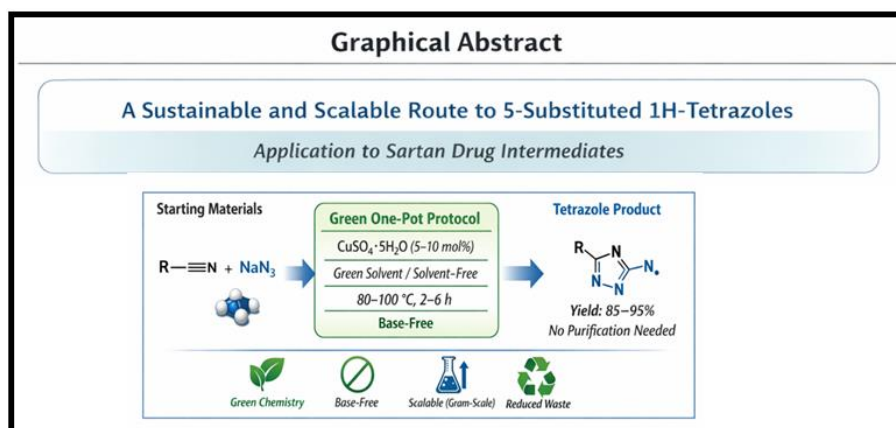 Graphical Abstract
A Sustainable and Scalable Route to 5-Substituted 1H-Tetrazoles
Application to Sartan Drug Intermediates
Starting Materials
R—≡N + NaN₃
Green One-Pot Protocol
CuSO₄·5H₂O (5–10 mol%)
Green Solvent / Solvent-Free
80–100 °C, 2–6 h
Base-Free
Tetrazole Product
R N N•
N–N
Yield: 85–95%
No Purification Needed
Green Chemistry
Base-Free
Scalable (Gram-Scale)
Reduced Waste